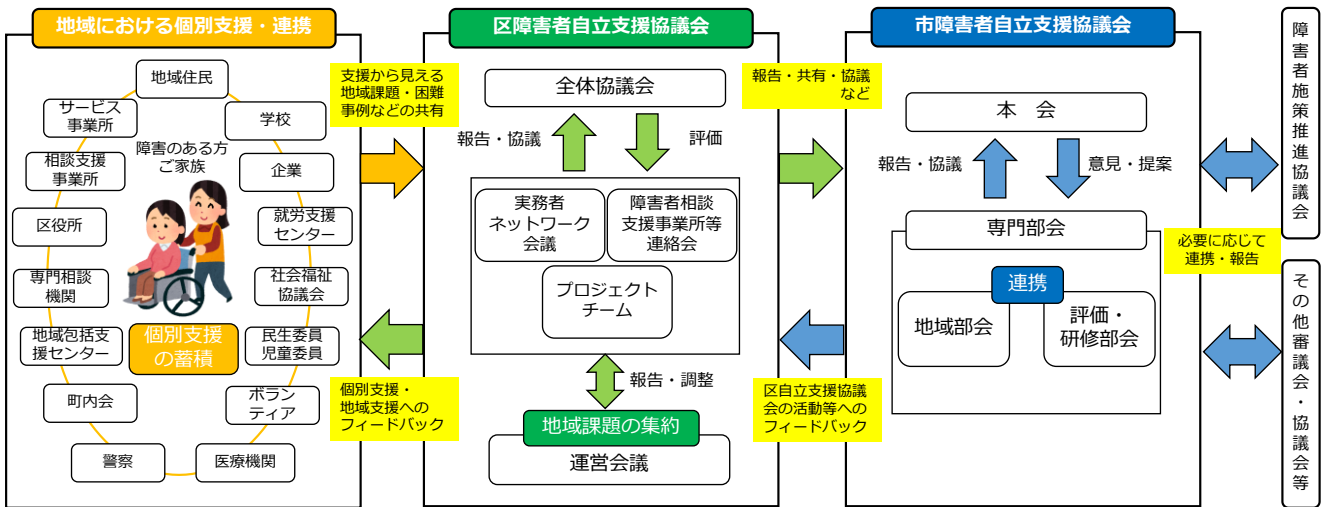 地域における個別支援・連携
地域住民
サービス
事業所
学校
障害のある方
ご家族
相談支援
事業所
企業
区役所
就労支援
センター
専門相談
機関
社会福祉
協議会
地域包括支
援センター
個別支援
の蓄積
民生委員
児童委員
町内会
ボラン
ティア
警察
医療機関
支援から見える
地域課題・困難
事例などの共有
個別支援・
地域支援への
フィードバック
区障害者自立支援協議会
全体協議会
報告・協議
評価
実務者
ネットワーク
会議
障害者相談
支援事業所等
連絡会
プロジェクト
チーム
報告・調整
地域課題の集約
運営会議
報告・共有・協議
など
区自立支援協議
会の活動等への
フィードバック
市障害者自立支援協議会
本　会
報告・協議
意見・提案
専門部会
連携
地域部会
評価・
研修部会
必要に応じて
連携・報告
障害者施策推進協議会
その他審議会・協議会等